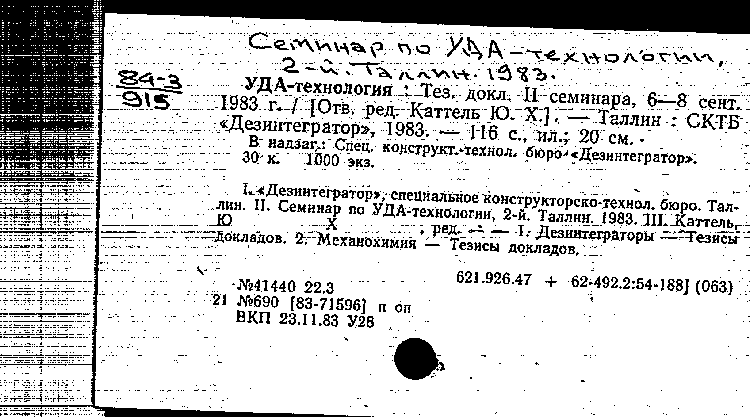 Семинар по УДА-технологии,
2-й. Таллин. 1983.
84-3
915
УДА-технология : Тез. докл. II семинара, 6—8 сент.
1983 г. / [Отв. ред. Каттель Ю. Х.]. — Таллин : СКТБ
«Дезинтегратор», 1983. — 116 с., ил.; 20 см.
В надзаг.: Спец. конструкт.-технол. бюро «Дезинтегратор».
30 к. 1000 экз.
I. «Дезинтегратор», специальное конструкторско-технол. бюро. Тал-
лин. II. Семинар по УДА-технологии, 2-й. Таллин. 1983. III. Каттель,
Ю Х , ред. — — 1. Дезинтеграторы — Тезисы
докладов. 2. Механохимия — Тезисы докладов.
621.926.47 + 62-492.2:54-188] (063)
№41440 22.3
21 №690 [83-71596] п оп
ВКП 23.11.83 У28